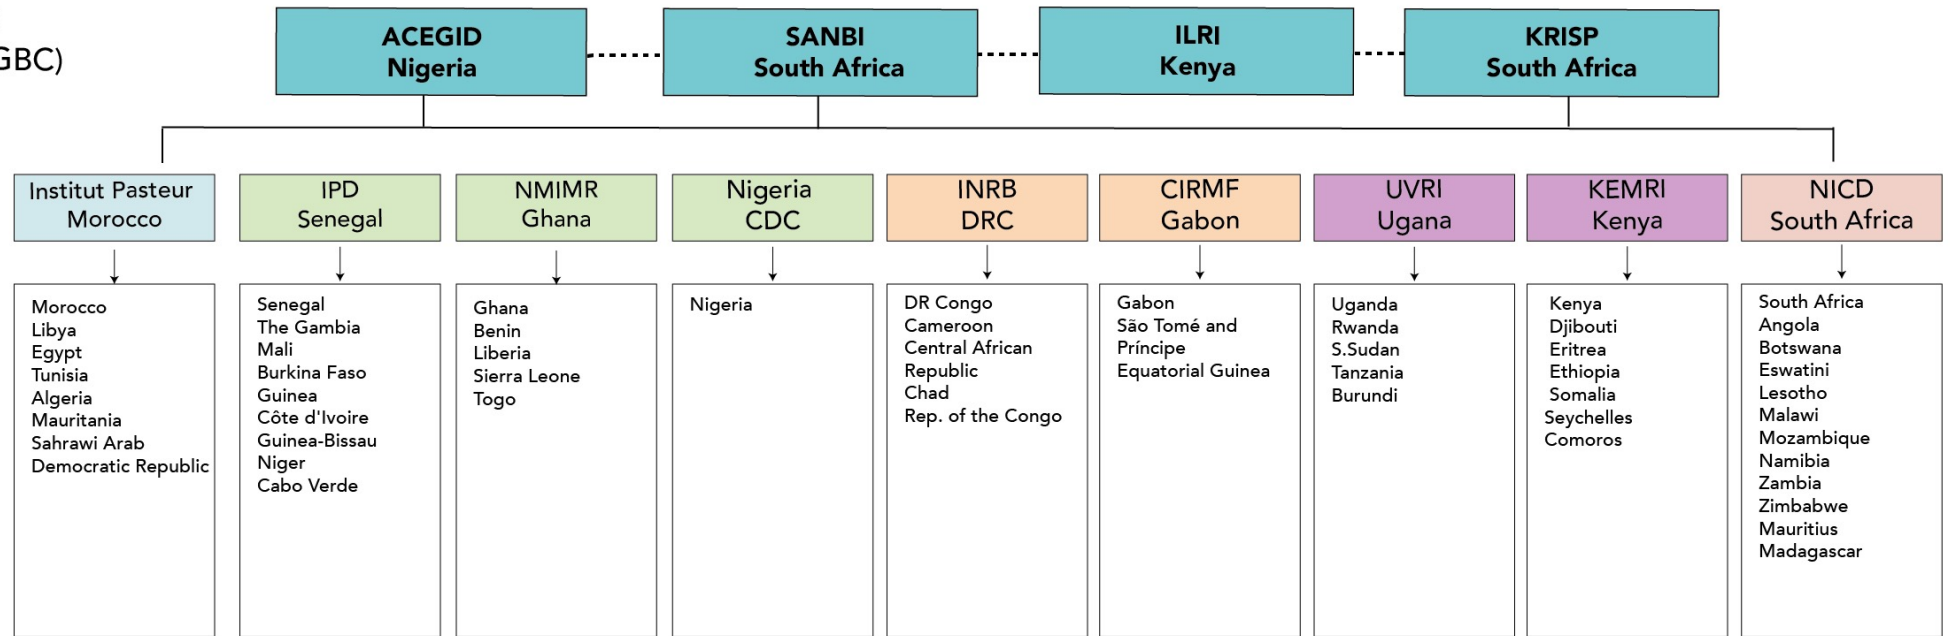 GBC)
ACEGID
Nigeria
SANBI
South Africa
ILRI
Kenya
KRISP
South Africa
Institut Pasteur
Morocco
IPD
Senegal
NMIMR
Ghana
Nigeria
CDC
INRB
DRC
CIRMF
Gabon
UVRI
Ugana
KEMRI
Kenya
NICD
South Africa
Morocco
Libya
Egypt
Tunisia
Algeria
Mauritania
Sahrawi Arab
Democratic Republic
Senegal
The Gambia
Mali
Burkina Faso
Guinea
Côte d'Ivoire
Guinea-Bissau
Niger
Cabo Verde
Ghana
Benin
Liberia
Sierra Leone
Togo
Nigeria
DR Congo
Cameroon
Central African
Republic
Chad
Rep. of the Congo
Gabon
São Tomé and
Príncipe
Equatorial Guinea
Uganda
Rwanda
S.Sudan
Tanzania
Burundi
Kenya
Djibouti
Eritrea
Ethiopia
Somalia
Seychelles
Comoros
South Africa
Angola
Botswana
Eswatini
Lesotho
Malawi
Mozambique
Namibia
Zambia
Zimbabwe
Mauritius
Madagascar